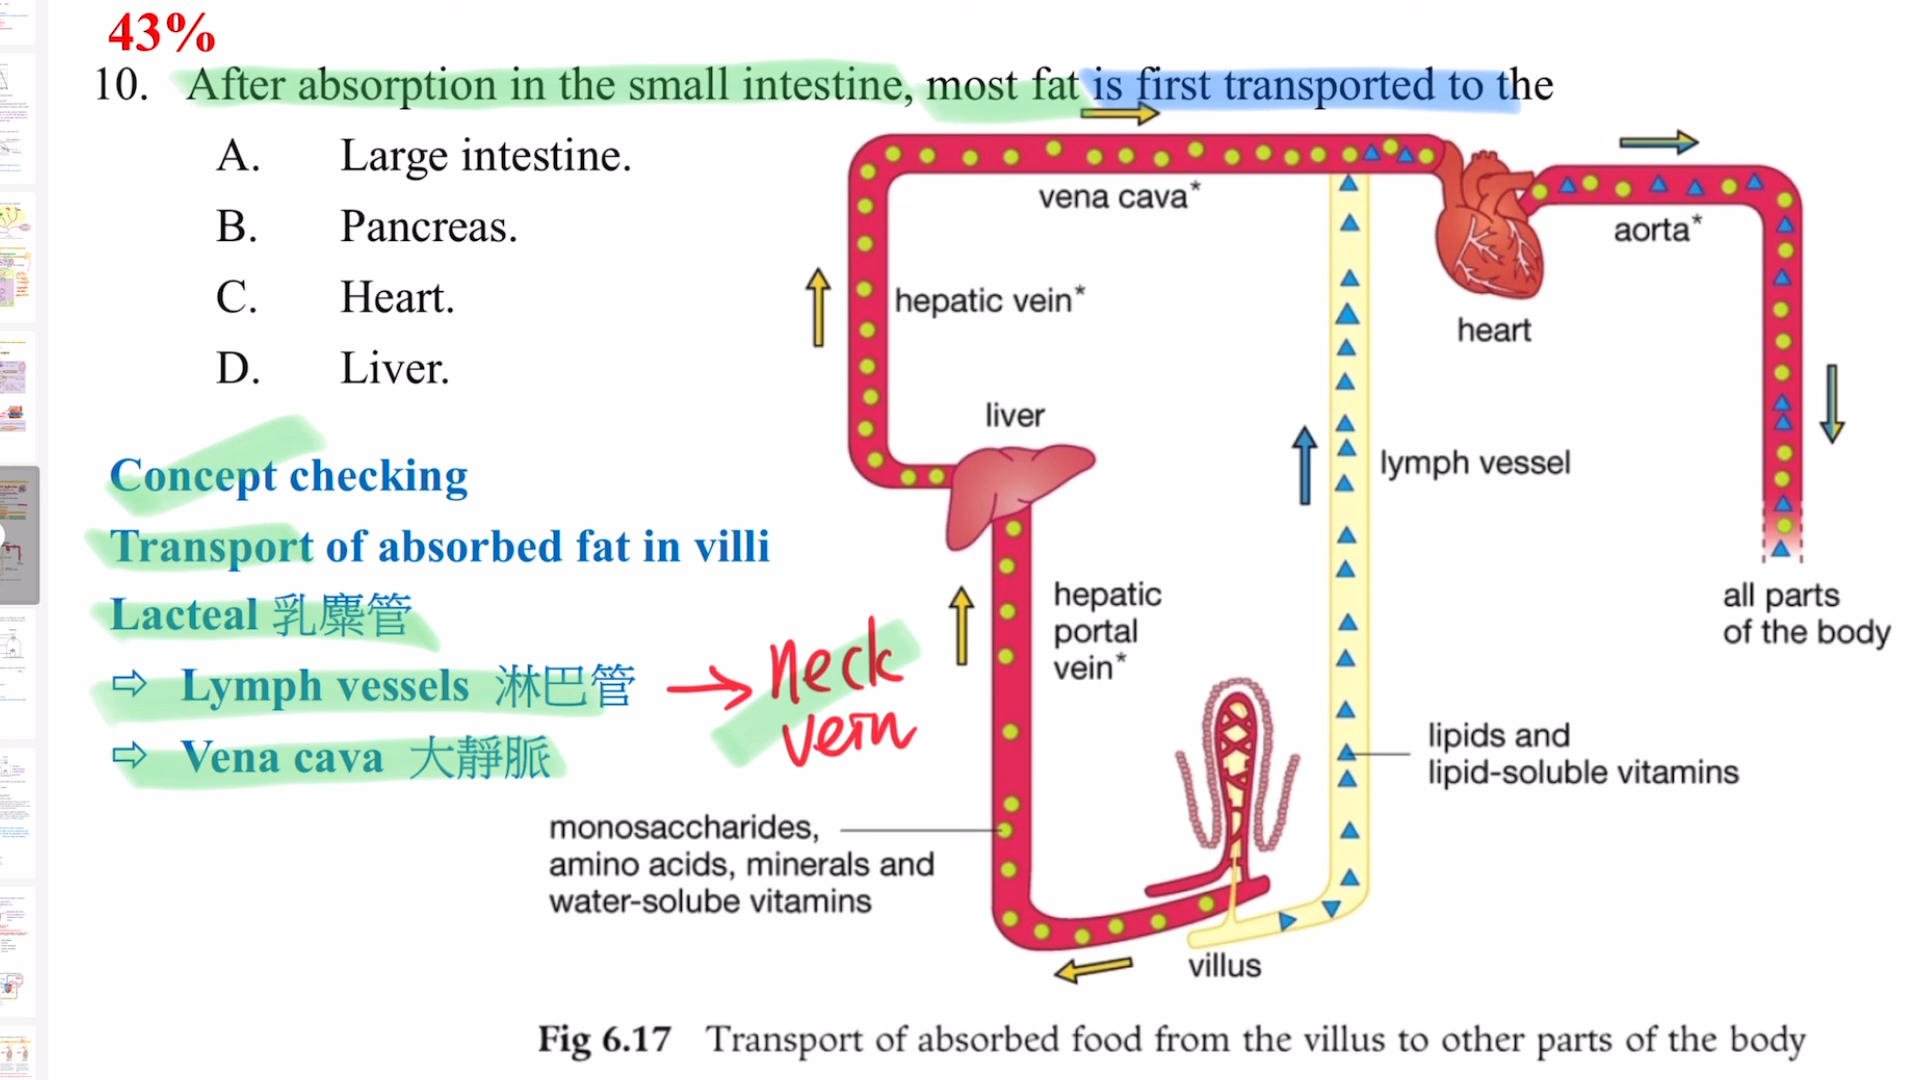 43%
10. After absorption in the small intestine, most fat is first transported to the
A. Large intestine.
B. Pancreas.
C. Heart.
D. Liver.
Concept checking
Transport of absorbed fat in villi
Lacteal 乳糜管
⇨ Lymph vessels 淋巴管 → neck vein
⇨ Vena cava 大靜脈
vena cava*
aorta*
hepatic vein*
heart
liver
lymph vessel
hepatic
portal
vein*
all parts
of the body
lipids and
lipid-soluble vitamins
monosaccharides,
amino acids, minerals and
water-solube vitamins
villus
Fig 6.17 Transport of absorbed food from the villus to other parts of the body